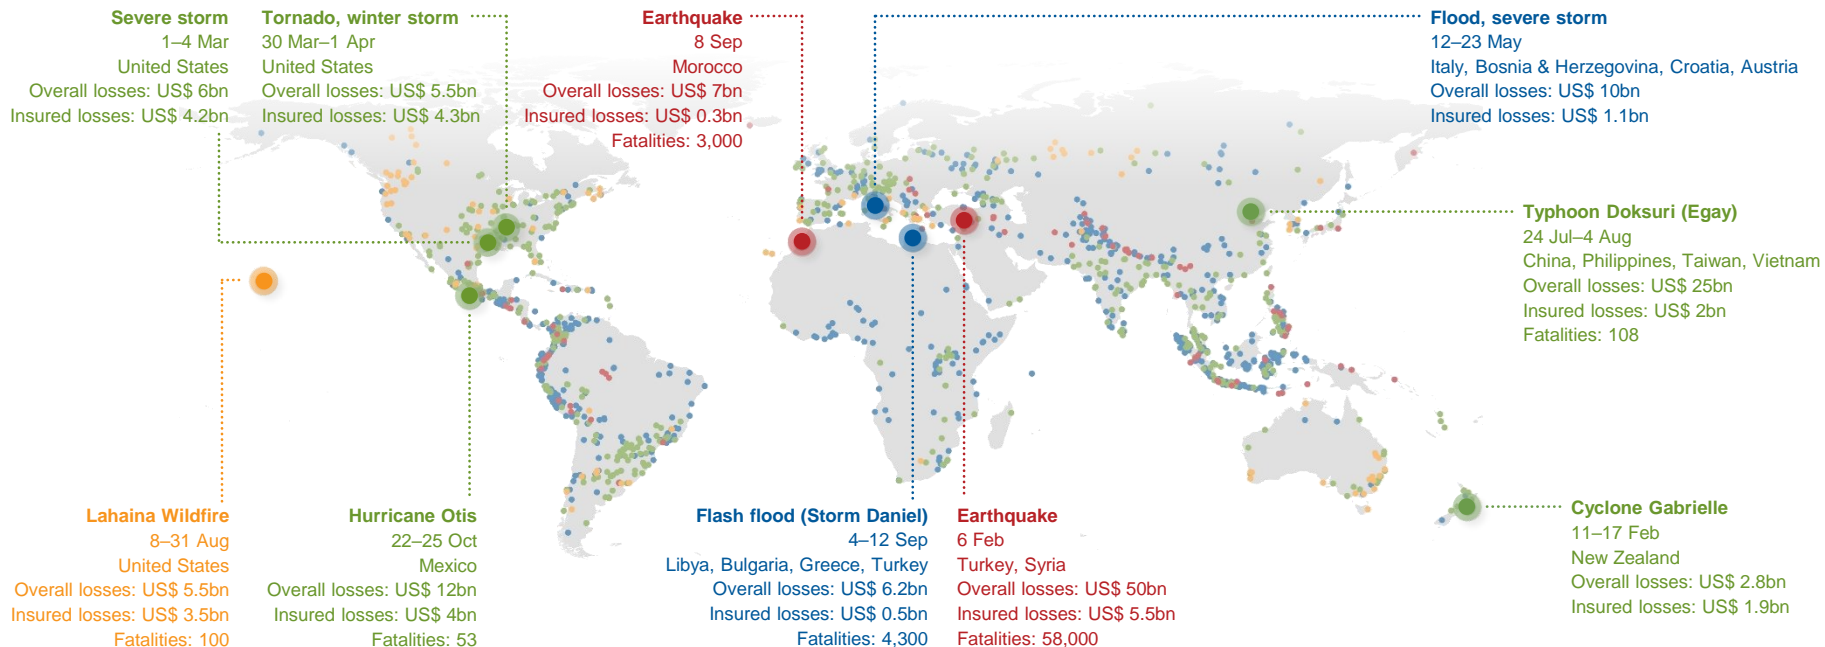 Severe storm
1–4 Mar
United States
Overall losses: US$ 6bn
Insured losses: US$ 4.2bn
Tornado, winter storm
30 Mar–1 Apr
United States
Overall losses: US$ 5.5bn
Insured losses: US$ 4.3bn
Earthquake
8 Sep
Morocco
Overall losses: US$ 7bn
Insured losses: US$ 0.3bn
Fatalities: 3,000
Flood, severe storm
12–23 May
Italy, Bosnia & Herzegovina, Croatia, Austria
Overall losses: US$ 10bn
Insured losses: US$ 1.1bn
Typhoon Doksuri (Egay)
24 Jul–4 Aug
China, Philippines, Taiwan, Vietnam
Overall losses: US$ 25bn
Insured losses: US$ 2bn
Fatalities: 108
Lahaina Wildfire
8–31 Aug
United States
Overall losses: US$ 5.5bn
Insured losses: US$ 3.5bn
Fatalities: 100
Hurricane Otis
22–25 Oct
Mexico
Overall losses: US$ 12bn
Insured losses: US$ 4bn
Fatalities: 53
Flash flood (Storm Daniel)
4–12 Sep
Libya, Bulgaria, Greece, Turkey
Overall losses: US$ 6.2bn
Insured losses: US$ 0.5bn
Fatalities: 4,300
Earthquake
6 Feb
Turkey, Syria
Overall losses: US$ 50bn
Insured losses: US$ 5.5bn
Fatalities: 58,000
Cyclone Gabrielle
11–17 Feb
New Zealand
Overall losses: US$ 2.8bn
Insured losses: US$ 1.9bn